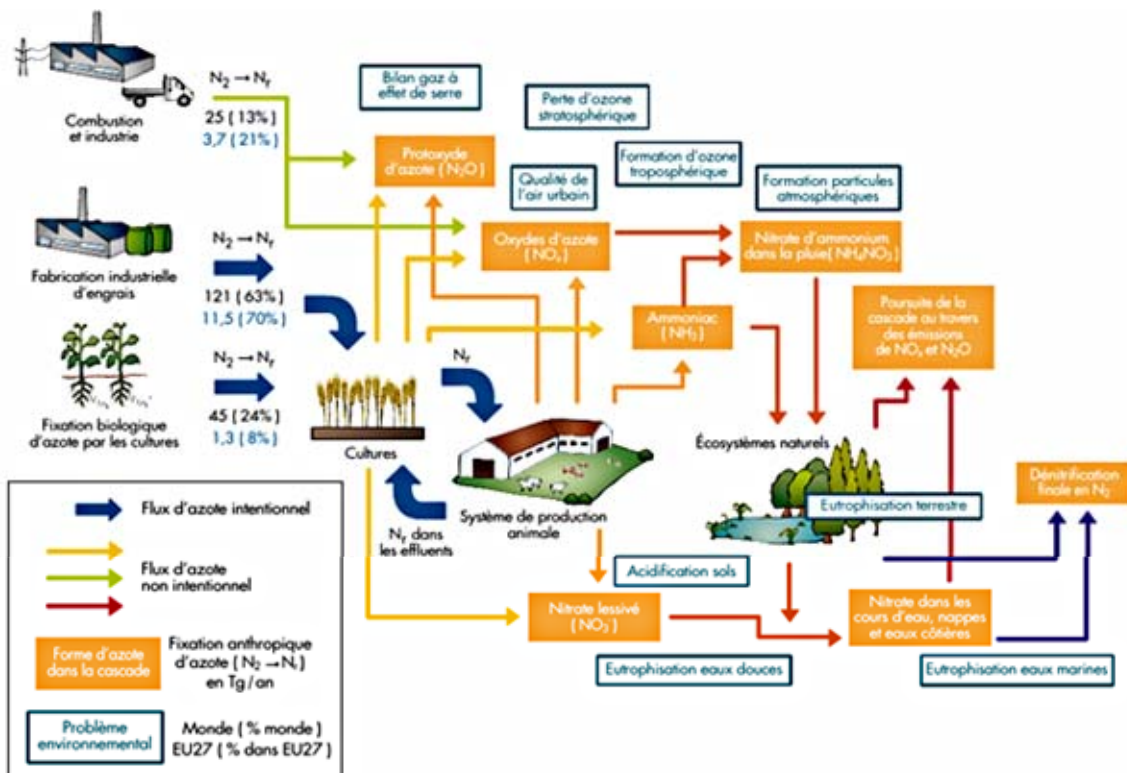 N₂ → Nᵣ
Combustion
et industrie
25 ( 13% )
3,7 ( 21% )
Bilan gaz à
effet de serre
Perte d'ozone
stratosphérique
Protoxyde
d'azote ( N₂O )
Qualité de
l'air urbain
Formation d'ozone
troposphérique
Formation particules
atmosphériques
Oxydes d'azote
( NOₓ )
Nitrate d'ammonium
dans la pluie( NH₄NO₃ )
N₂ → Nᵣ
Fabrication industrielle
d'engrais
121 ( 63% )
11,5 ( 70% )
Ammoniac
( NH₃ )
Poursuite de la
cascade au travers
des émissions
de NOₓ et N₂O
N₂ → Nᵣ
Fixation biologique
d'azote par les cultures
45 ( 24% )
1,3 ( 8% )
Nᵣ
Cultures
Nᵣ dans
les effluents
Système de production
animale
Écosystèmes naturels
Eutrophisation terrestre
Dénitrification
finale en N₂
Acidification sols
Nitrate lessivé
( NO₃⁻ )
Nitrate dans les
cours d'eau, nappes
et eaux côtières
Eutrophisation eaux douces
Eutrophisation eaux marines
Flux d'azote intentionnel
Flux d'azote
non intentionnel
Forme d'azote
dans la cascade
Fixation anthropique
d'azote ( N₂ → Nᵣ )
en Tg / an
Problème
environnemental
Monde ( % monde )
EU27 ( % dans EU27 )